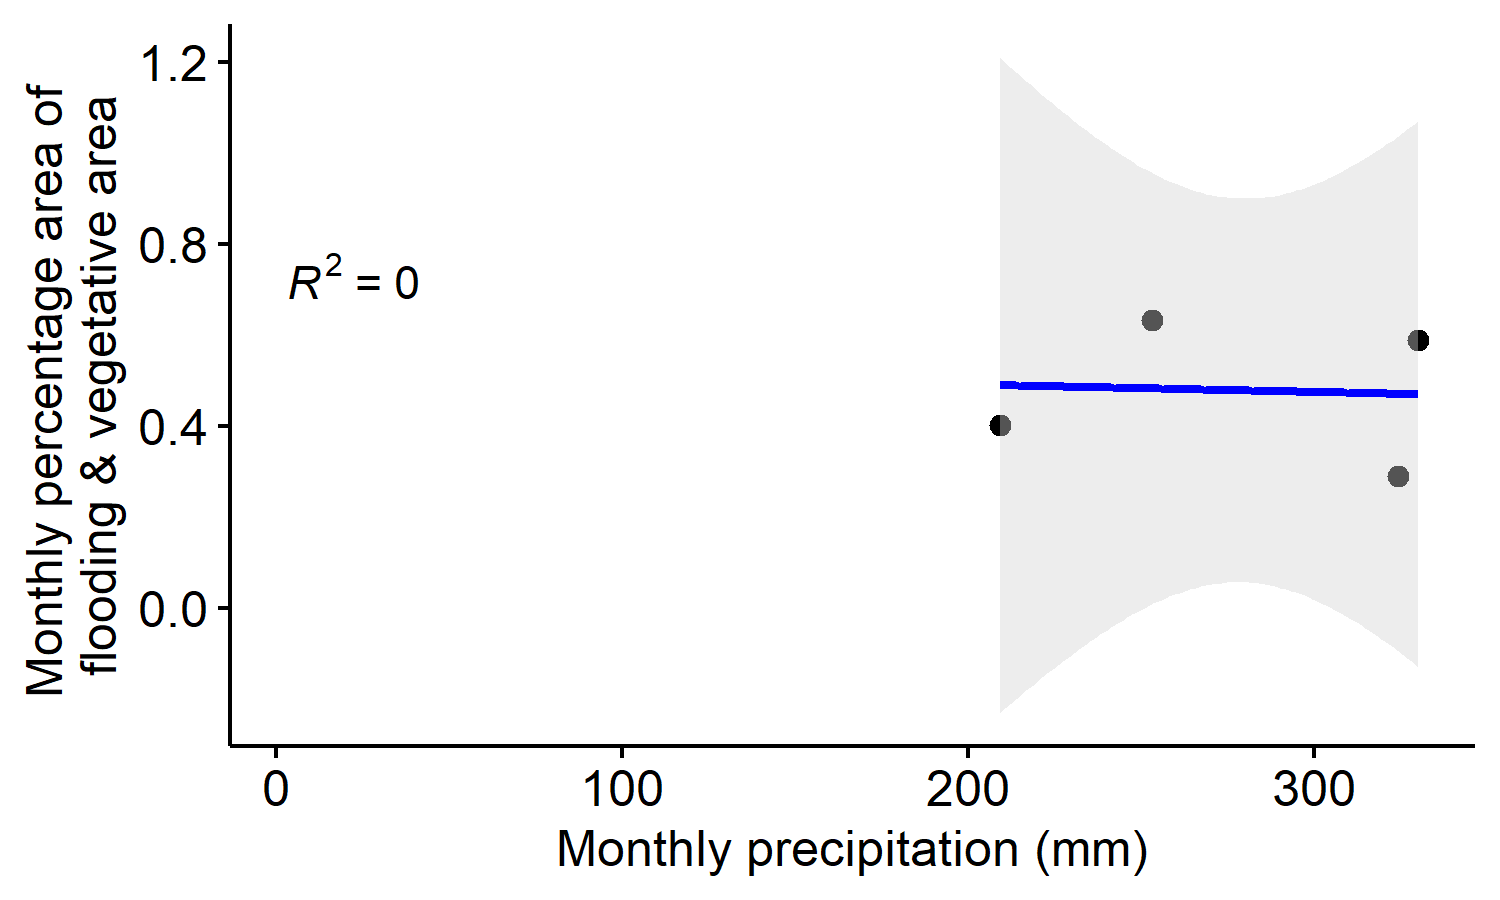 Monthly percentage area of
flooding & vegetative area
1.2
0.8
0.4
0.0
R² = 0
0 100 200 300
Monthly precipitation (mm)